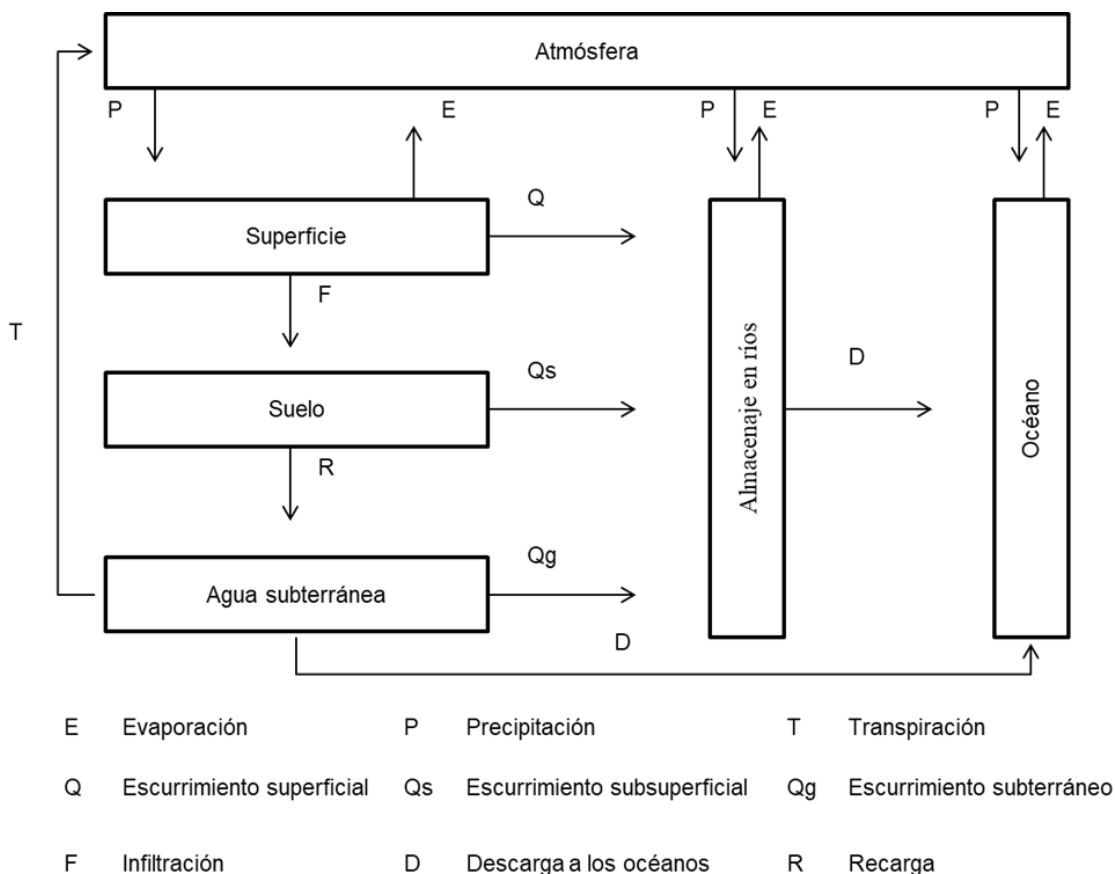 Atmósfera
P
E
P
E
P
E
Superficie
Q
F
T
Suelo
Qs
R
Almacenaje en ríos
D
Océano
Agua subterránea
Qg
D
E Evaporación P Precipitación T Transpiración
Q Escurrimiento superficial Qs Escurrimiento subsuperficial Qg Escurrimiento subterráneo
F Infiltración D Descarga a los océanos R Recarga